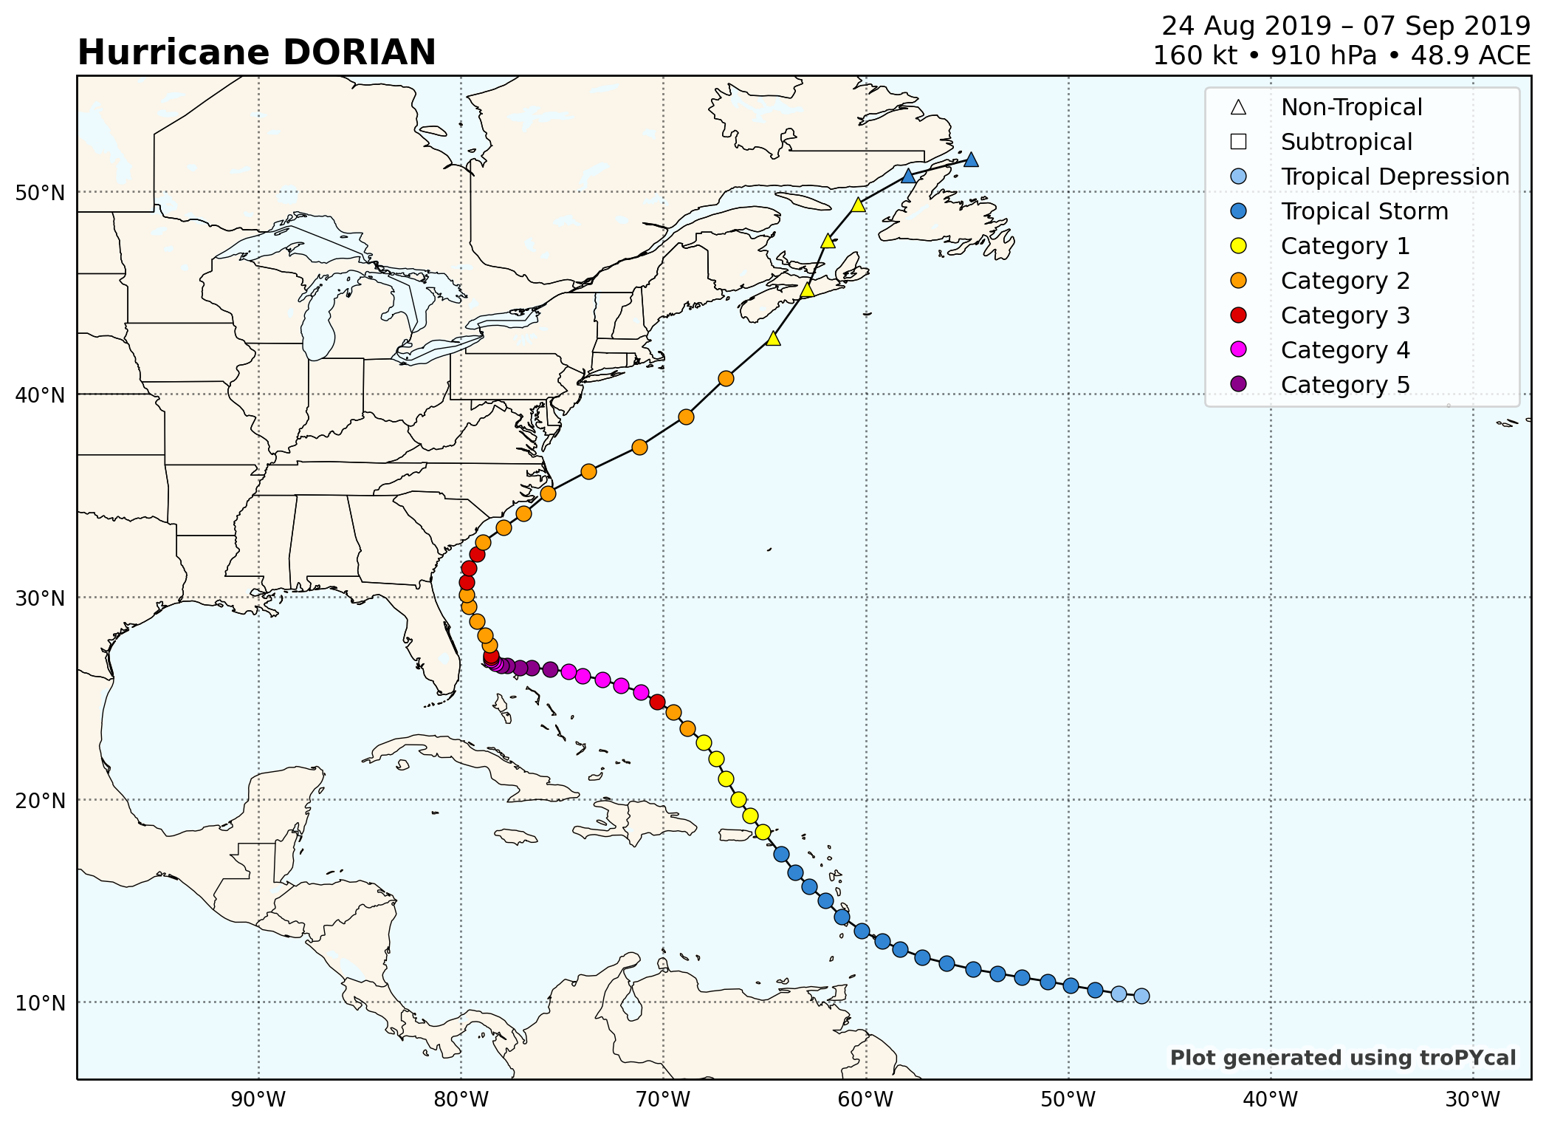 Hurricane DORIAN
24 Aug 2019 – 07 Sep 2019
160 kt • 910 hPa • 48.9 ACE
Non-Tropical
Subtropical
Tropical Depression
Tropical Storm
Category 1
Category 2
Category 3
Category 4
Category 5
50°N
40°N
30°N
20°N
10°N
Plot generated using troPYcal
90°W
80°W
70°W
60°W
50°W
40°W
30°W